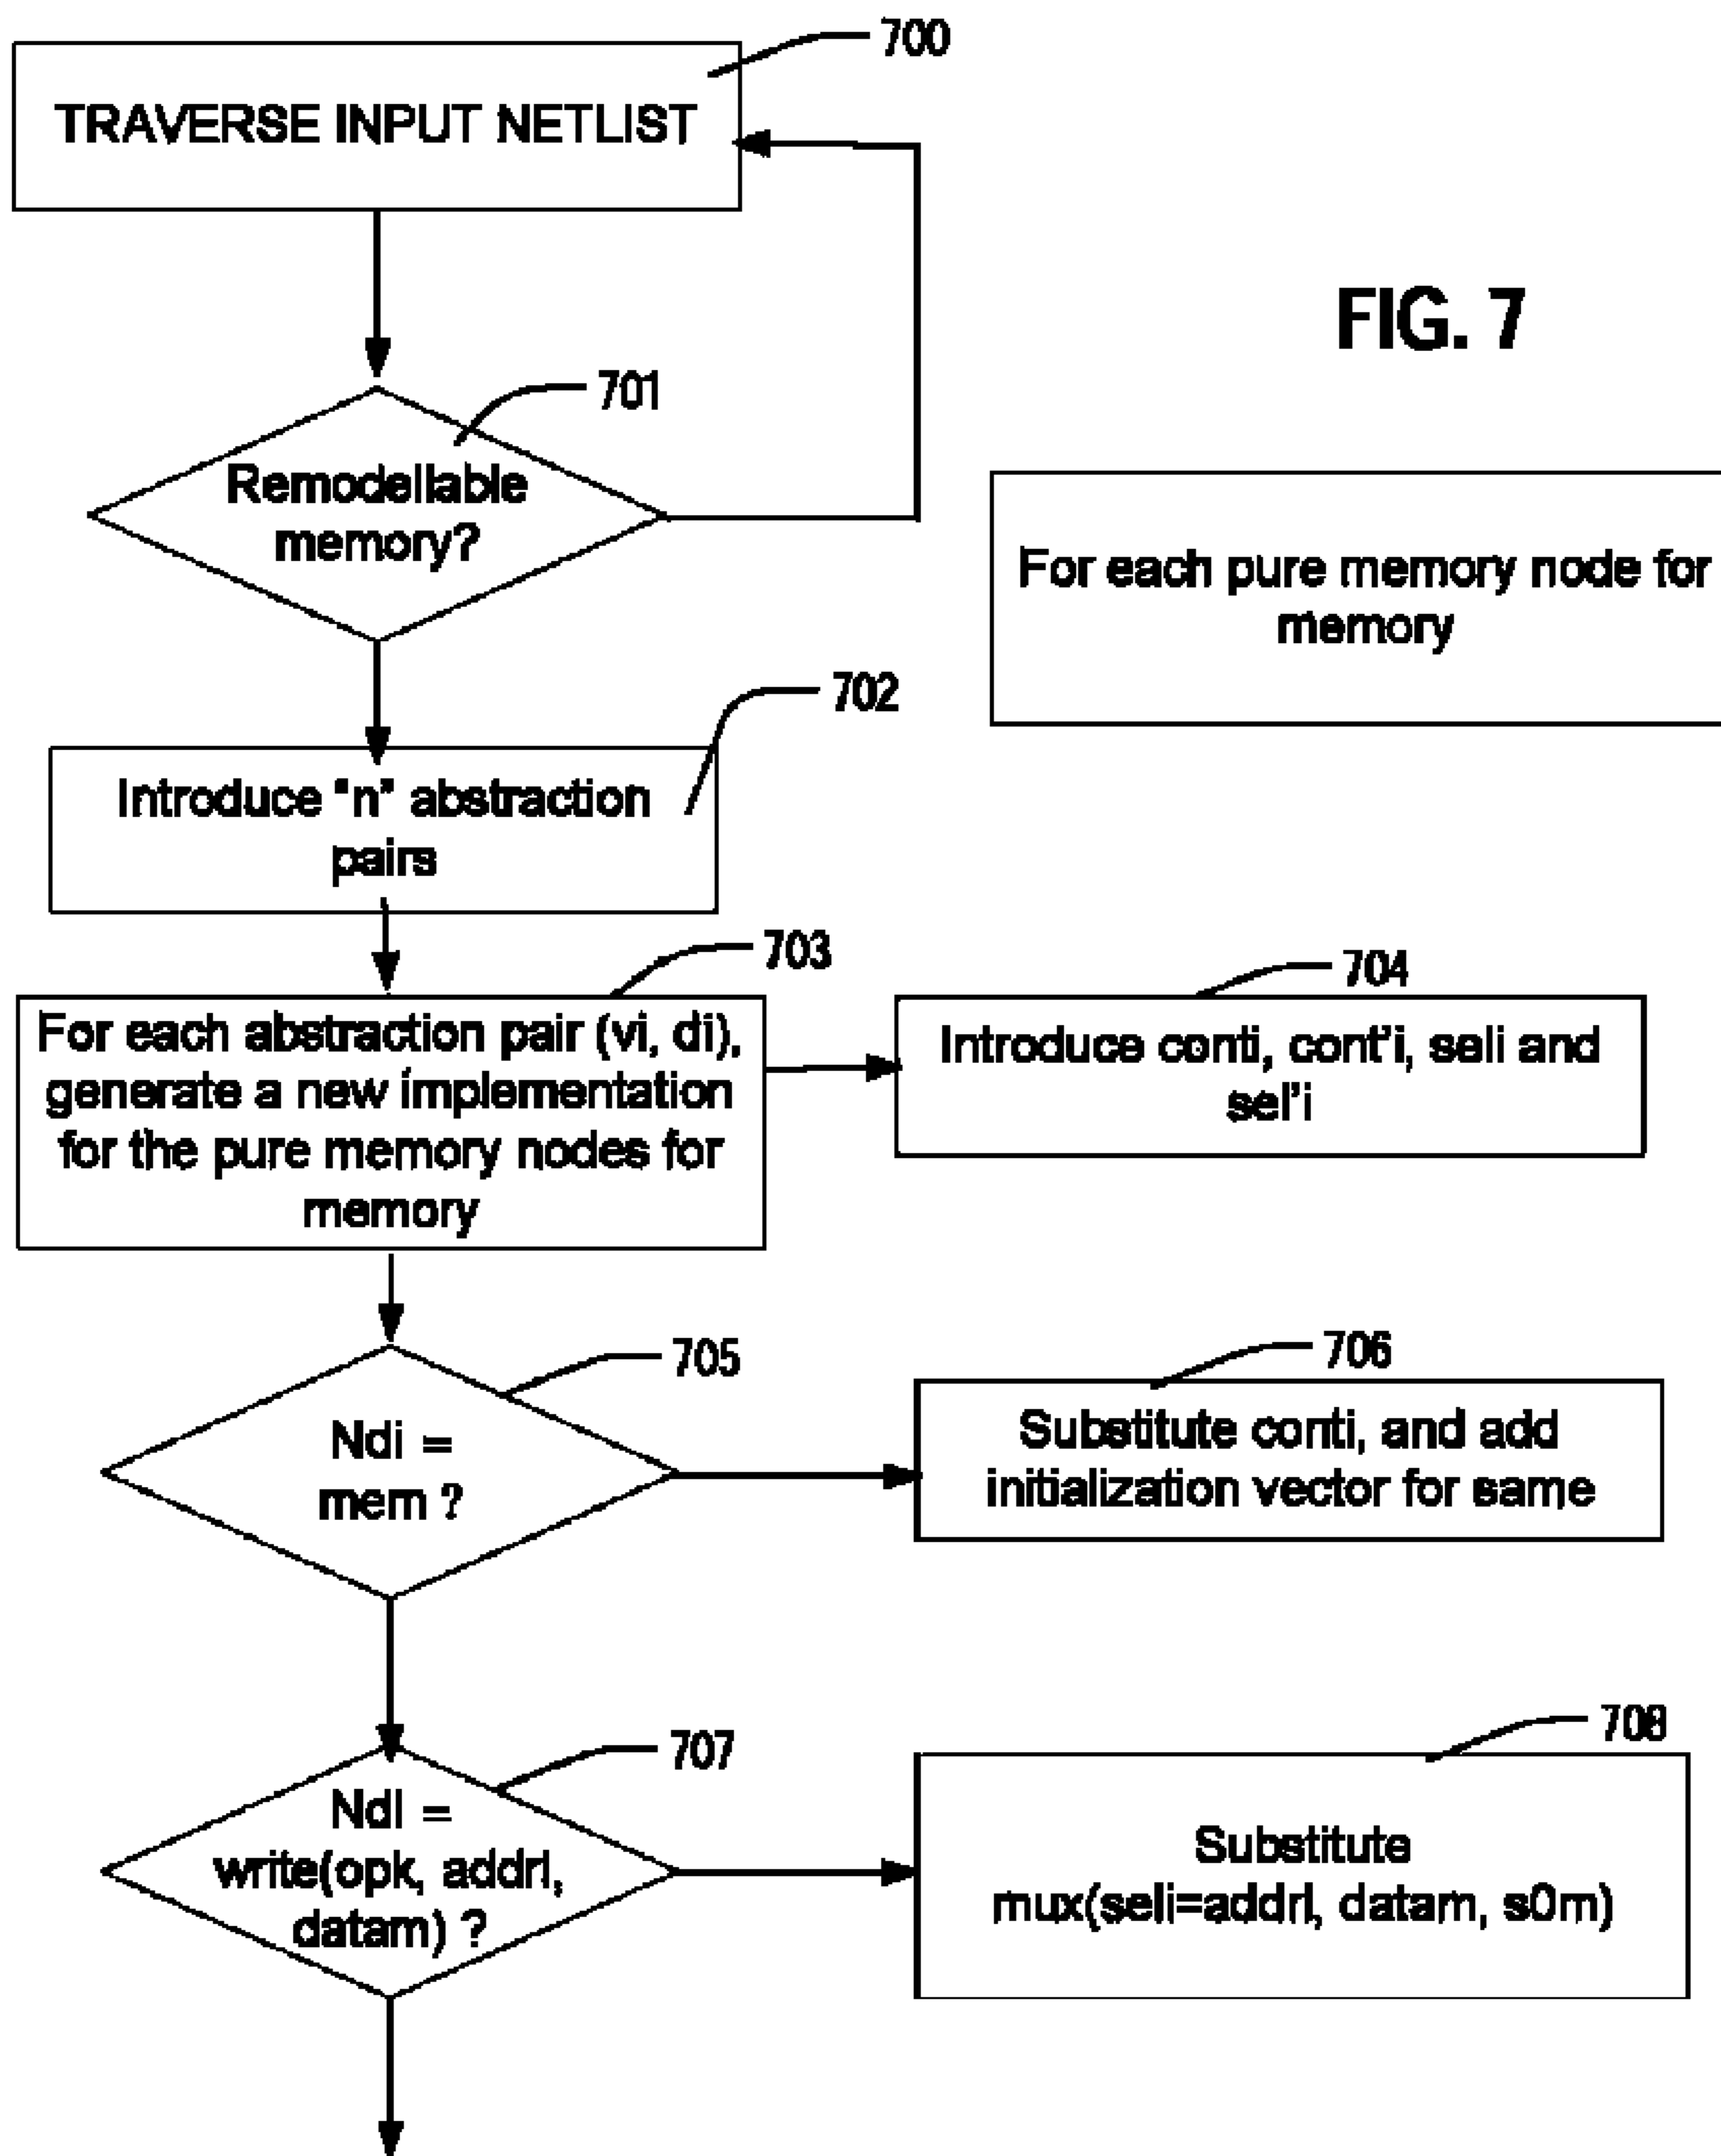 700
TRAVERSE INPUT NETLIST
FIG. 7
701
Remodellable
memory?
For each pure memory node for
memory
702
Introduce "n" abstraction
pairs
703
For each abstraction pair (vi, di),
generate a new implementation
for the pure memory nodes for
memory
704
Introduce conti, cont'i, seli and
sel'i
705
Ndi =
mem ?
706
Substitute conti, and add
initialization vector for same
707
Ndi =
write(opk, addrl,
datam) ?
708
Substitute
mux(seli=addrl, datam, s0m)